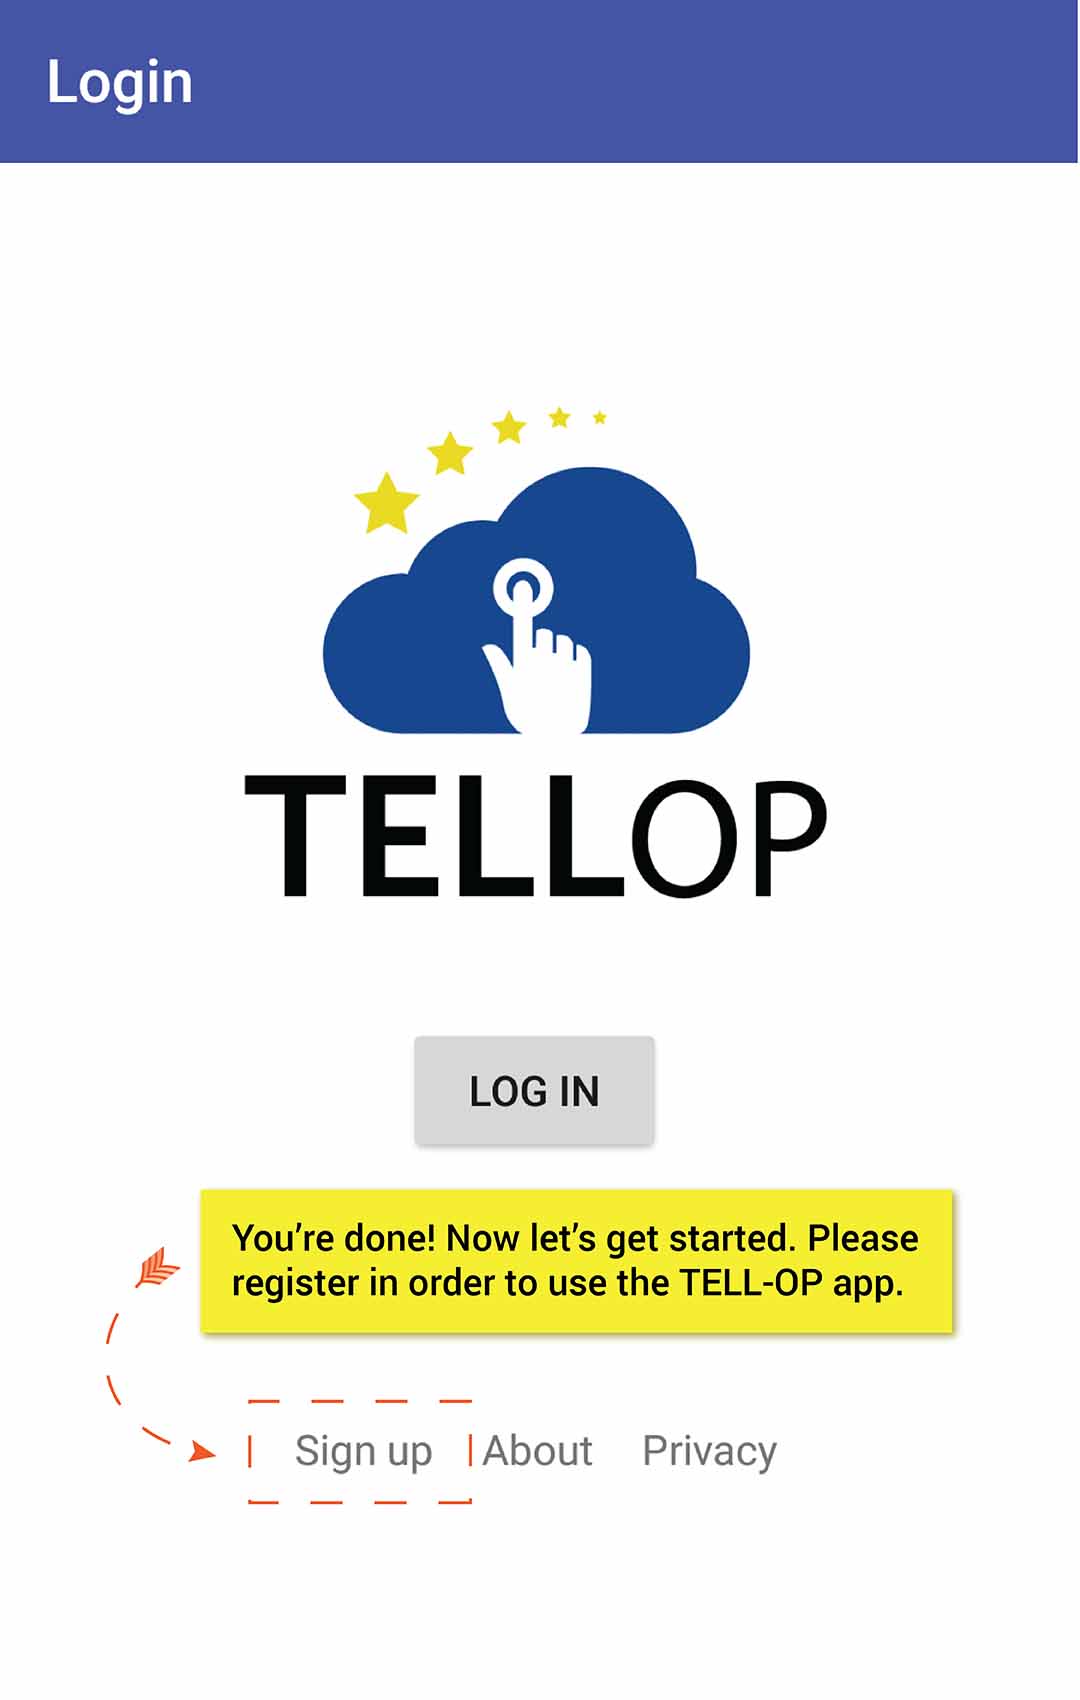 Login
TELLOP
LOG IN
You’re done! Now let’s get started. Please
register in order to use the TELL-OP app.
Sign up About Privacy